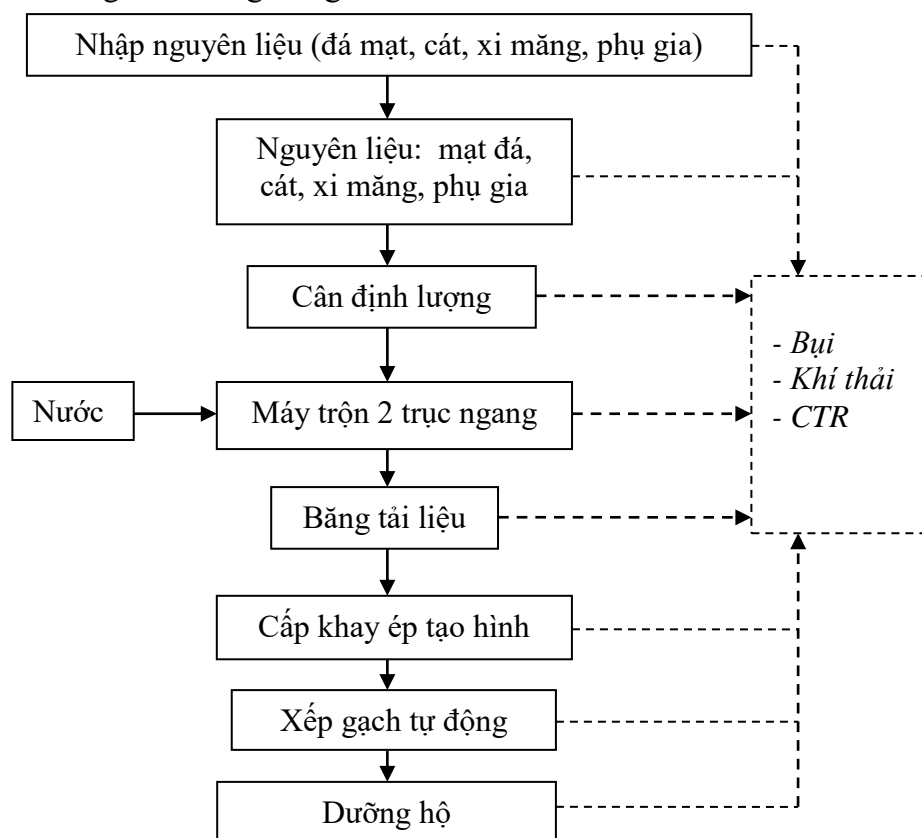 Nhập nguyên liệu (đá mạt, cát, xi măng, phụ gia)
Nguyên liệu: mạt đá,
cát, xi măng, phụ gia
Cân định lượng
- Bụi
- Khí thải
- CTR
Nước
Máy trộn 2 trục ngang
Băng tải liệu
Cấp khay ép tạo hình
Xếp gạch tự động
Dưỡng hộ